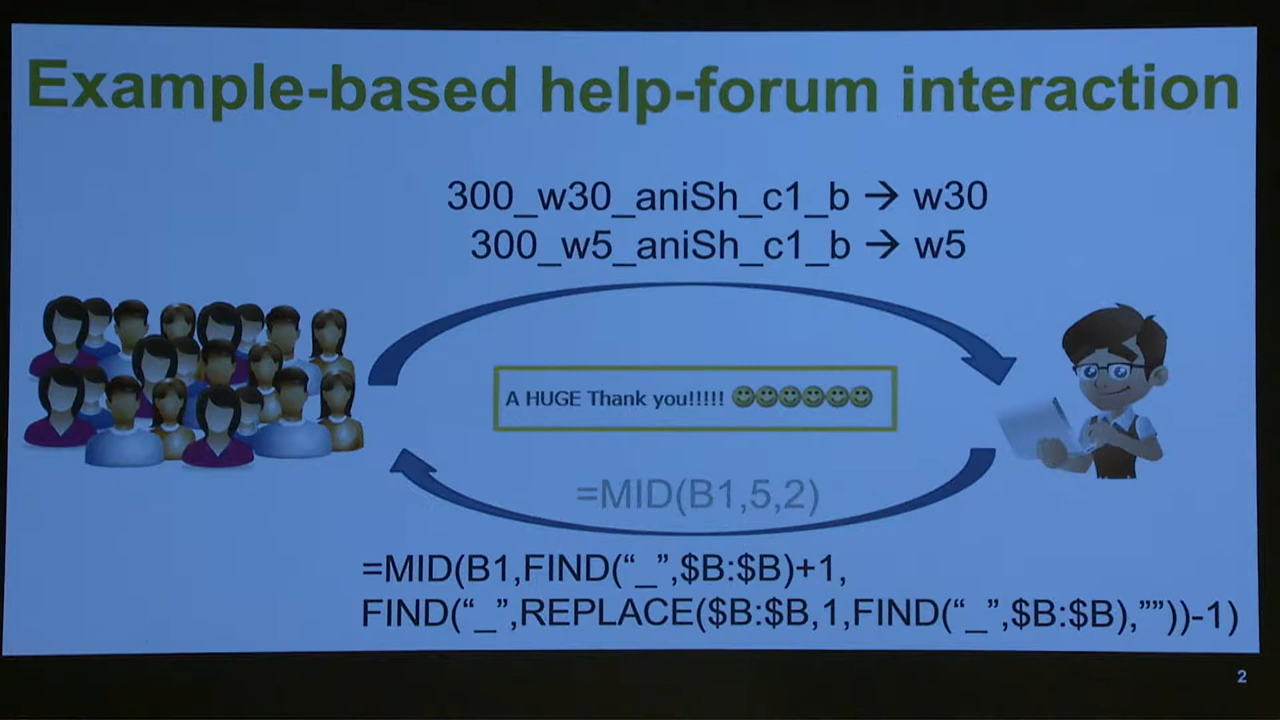 Example-based help-forum interaction
300_w30_aniSh_c1_b → w30
300_w5_aniSh_c1_b → w5
A HUGE Thank you!!!!!
=MID(B1,5,2)
=MID(B1,FIND(“_”,$B:$B)+1,
FIND(“_”,REPLACE($B:$B,1,FIND(“_”,$B:$B),””))-1)
2